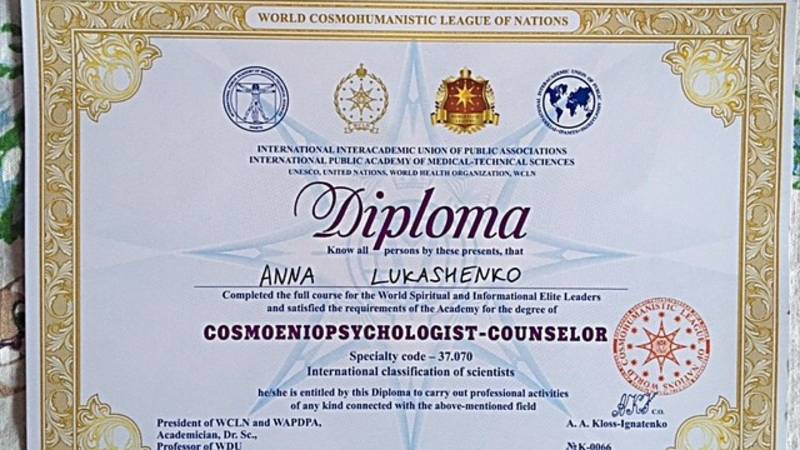 WORLD COSMOHUMANISTIC LEAGUE OF NATIONS
INTERNATIONAL INTERACADEMIC UNION OF PUBLIC ASSOCIATIONS
INTERNATIONAL PUBLIC ACADEMY OF MEDICAL-TECHNICAL SCIENCES
UNESCO, UNITED NATIONS, WORLD HEALTH ORGANIZATION, WCLN
Diploma
Know all persons by these presents, that
ANNA LUKASHENKO
Completed the full course for the World Spiritual and Informational Elite Leaders
and satisfied the requirements of the Academy for the degree of
COSMOENIOPSYCHOLOGIST-COUNSELOR
Specialty code – 37.070
International classification of scientists
he/she is entitled by this Diploma to carry out professional activities
of any kind connected with the above-mentioned field
WORLD COSMOHUMANISTIC LEAGUE OF NATIONS
C.O.
President of WCLN and WAPDPA,
Academician, Dr. Sc.,
Professor of WDU
A. A. Kloss-Ignatenko
№K-0066